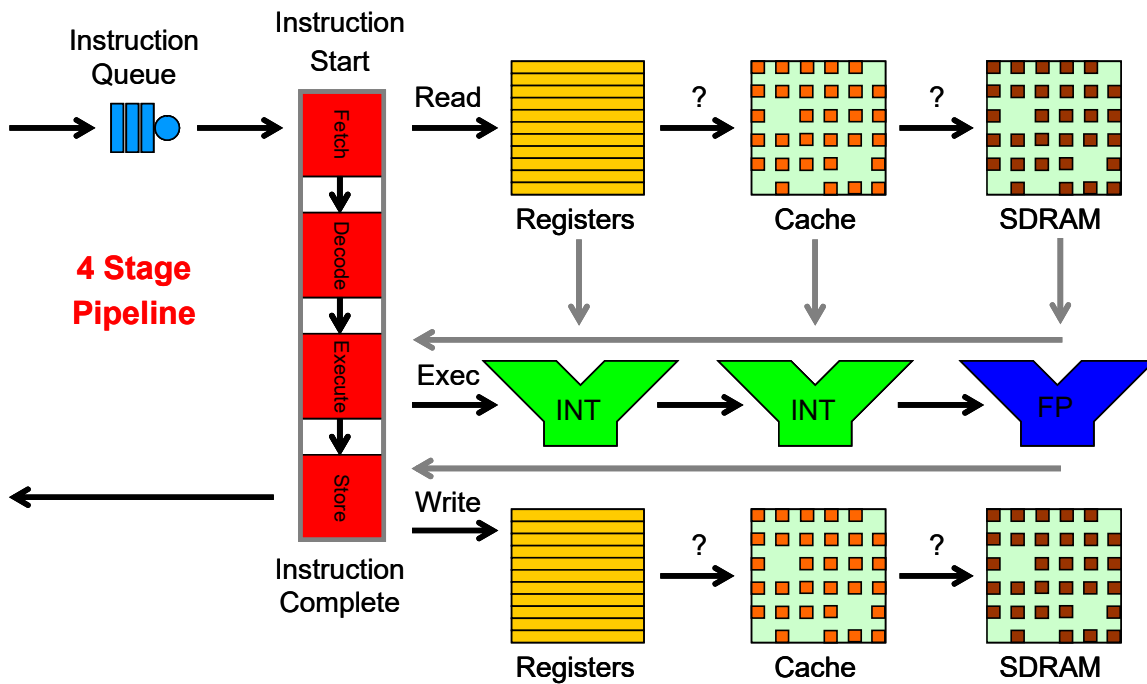 Instruction
Queue
Instruction
Start
Read
?
?
Fetch
Registers
Cache
SDRAM
Decode
4 Stage
Pipeline
Execute
Exec
INT
INT
FP
Store
Write
?
?
Instruction
Complete
Registers
Cache
SDRAM